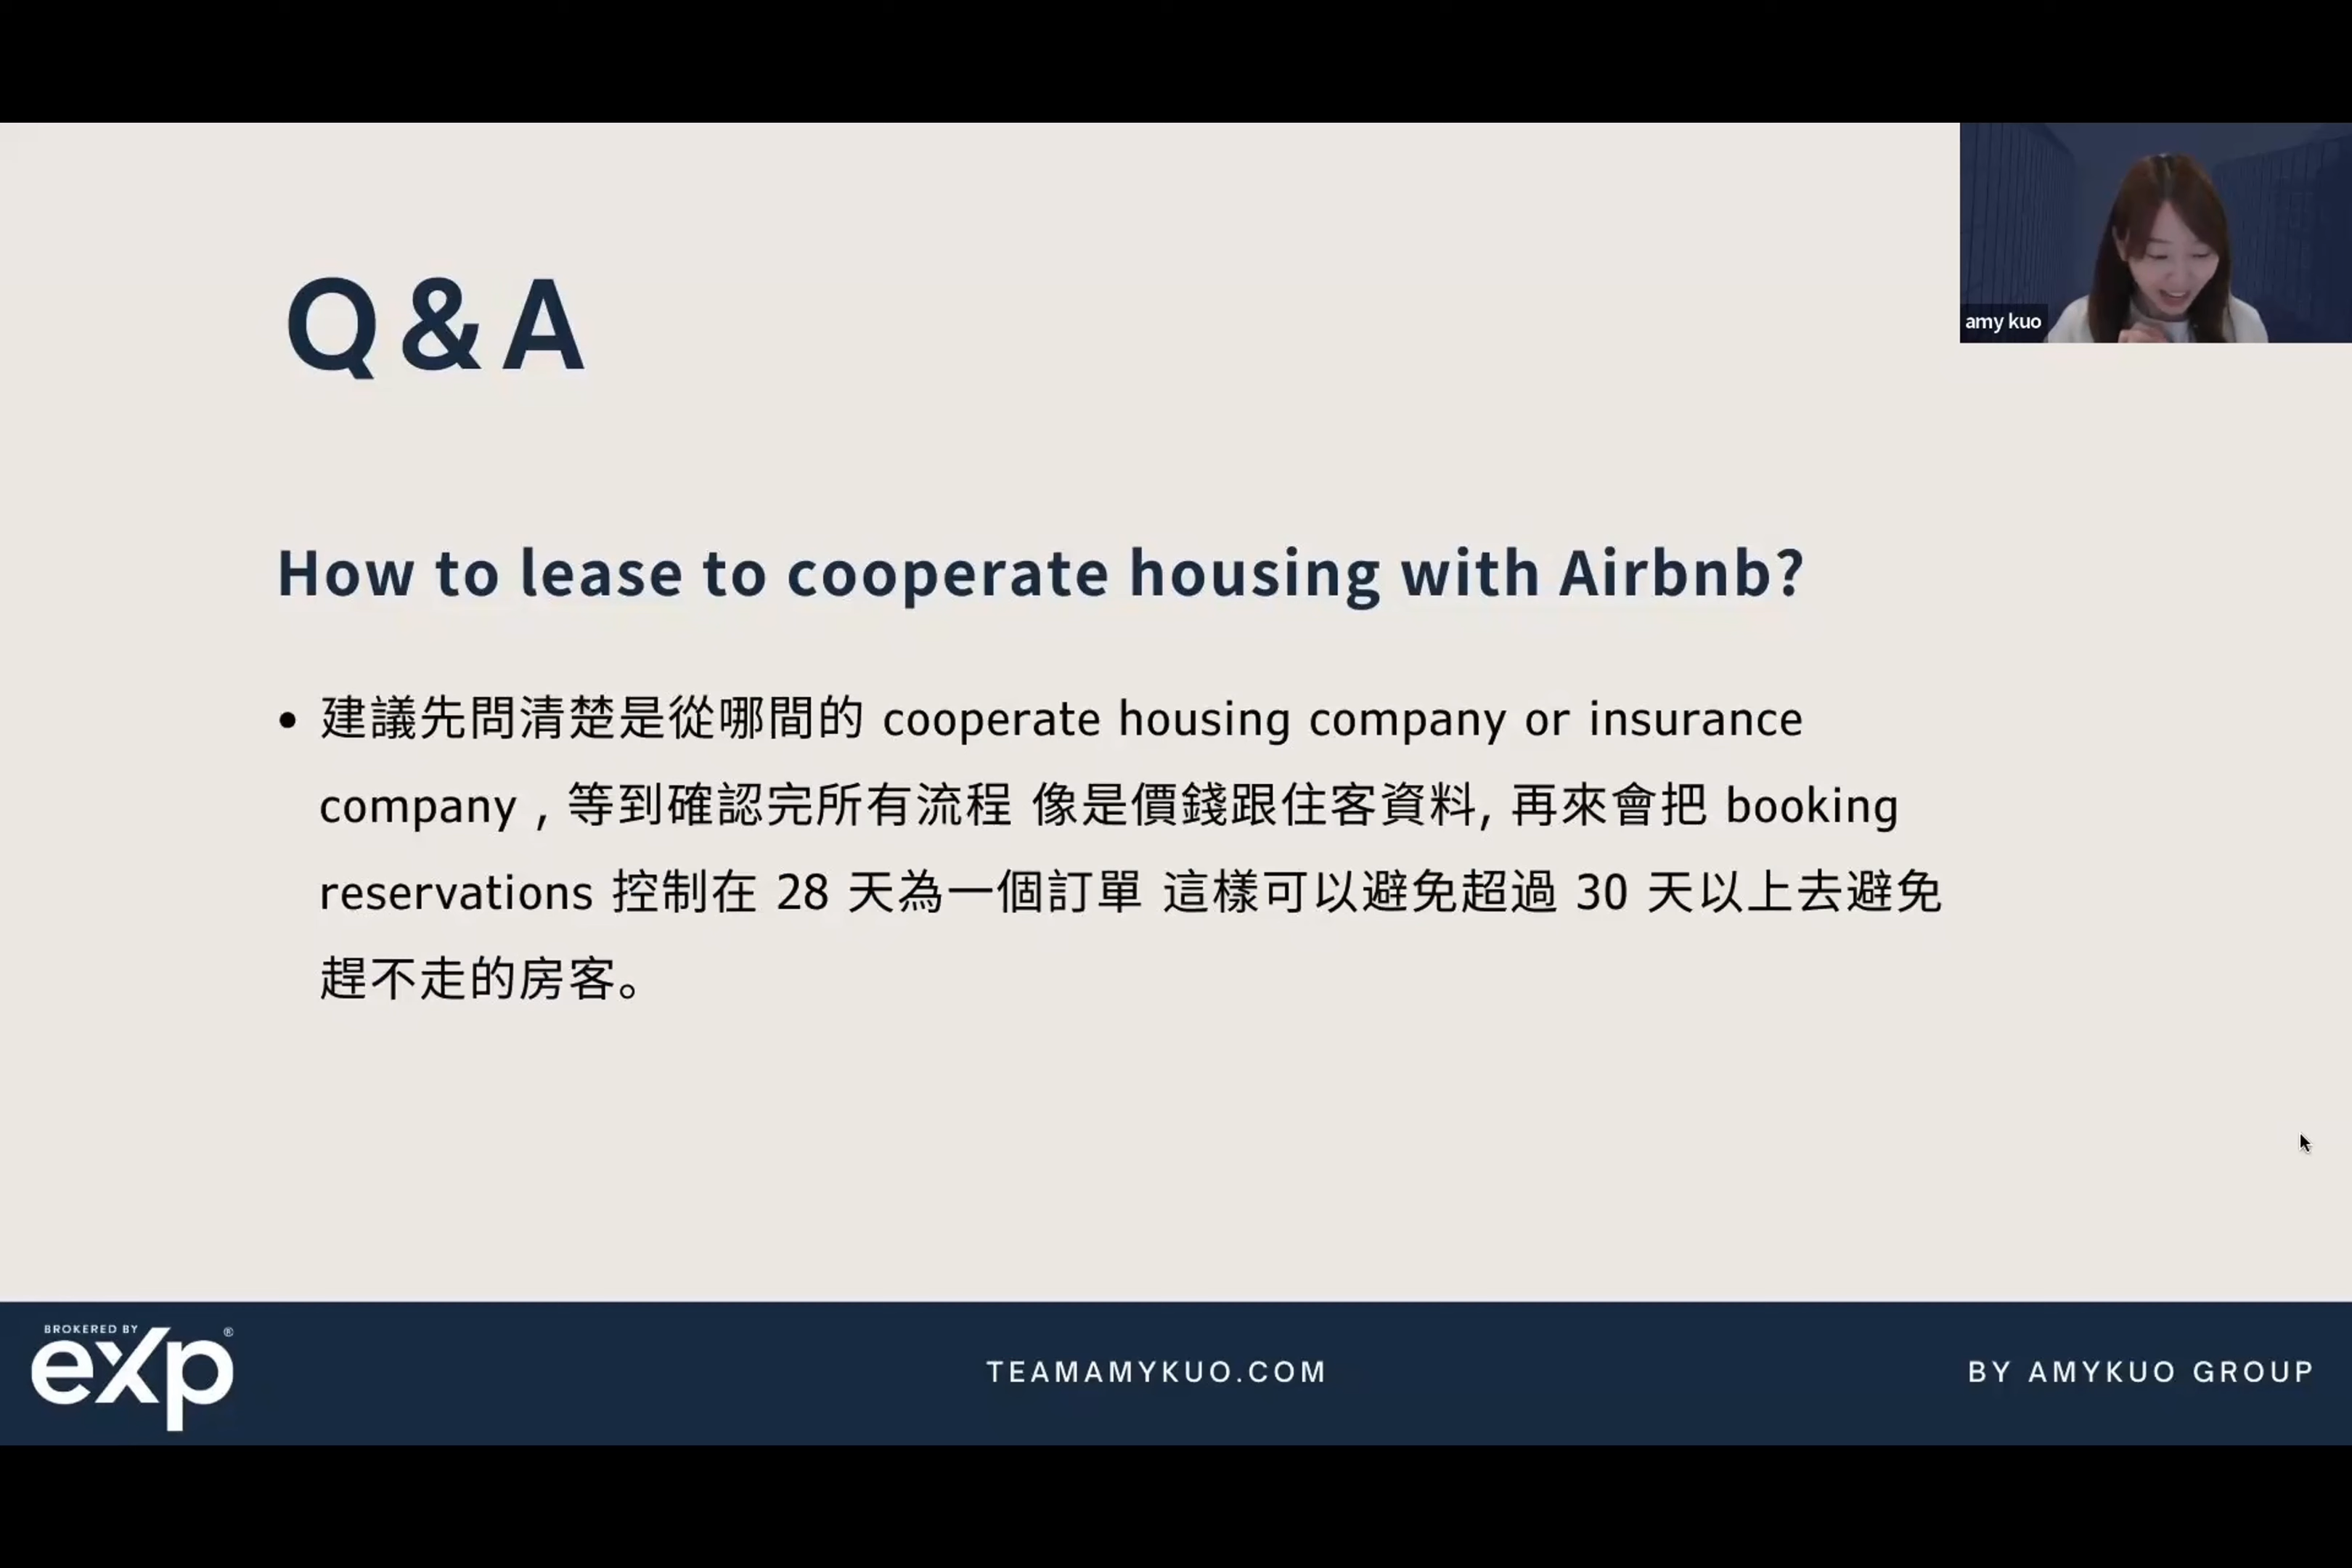 amy kuo
Q&A
How to lease to cooperate housing with Airbnb?
• 建議先問清楚是從哪間的 cooperate housing company or insurance
company , 等到確認完所有流程 像是價錢跟住客資料, 再來會把 booking
reservations 控制在 28 天為一個訂單 這樣可以避免超過 30 天以上去避免
趕不走的房客。
BROKERED BY
eXp®
TEAMAMYKUO.COM
BY AMYKUO GROUP